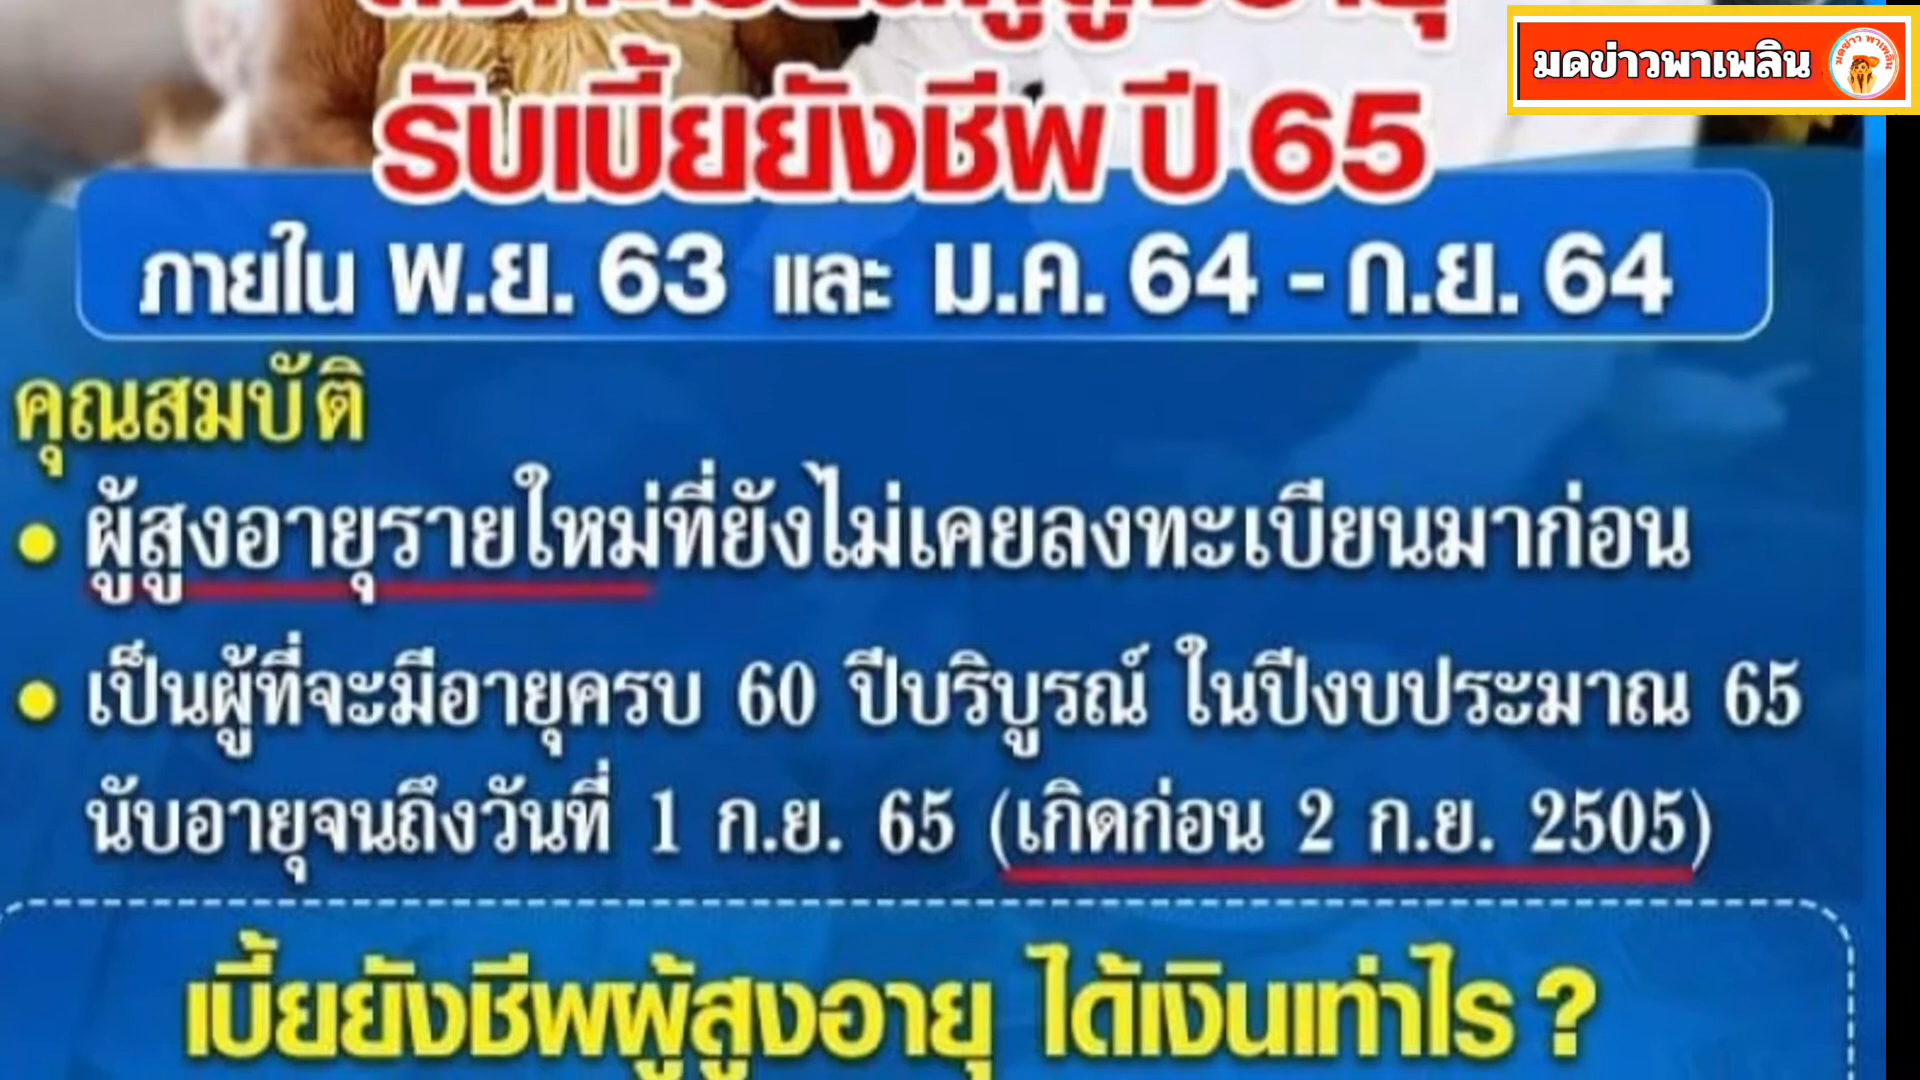 มดข่าวพาเพลิน
รับเบี้ยยังชีพ ปี 65
ภายใน พ.ย. 63 และ ม.ค. 64 - ก.ย. 64
คุณสมบัติ
• ผู้สูงอายุรายใหม่ที่ยังไม่เคยลงทะเบียนมาก่อน
• เป็นผู้ที่จะมีอายุครบ 60 ปีบริบูรณ์ ในปีงบประมาณ 65
นับอายุจนถึงวันที่ 1 ก.ย. 65 (เกิดก่อน 2 ก.ย. 2505)
เบี้ยยังชีพผู้สูงอายุ ได้เงินเท่าไร ?